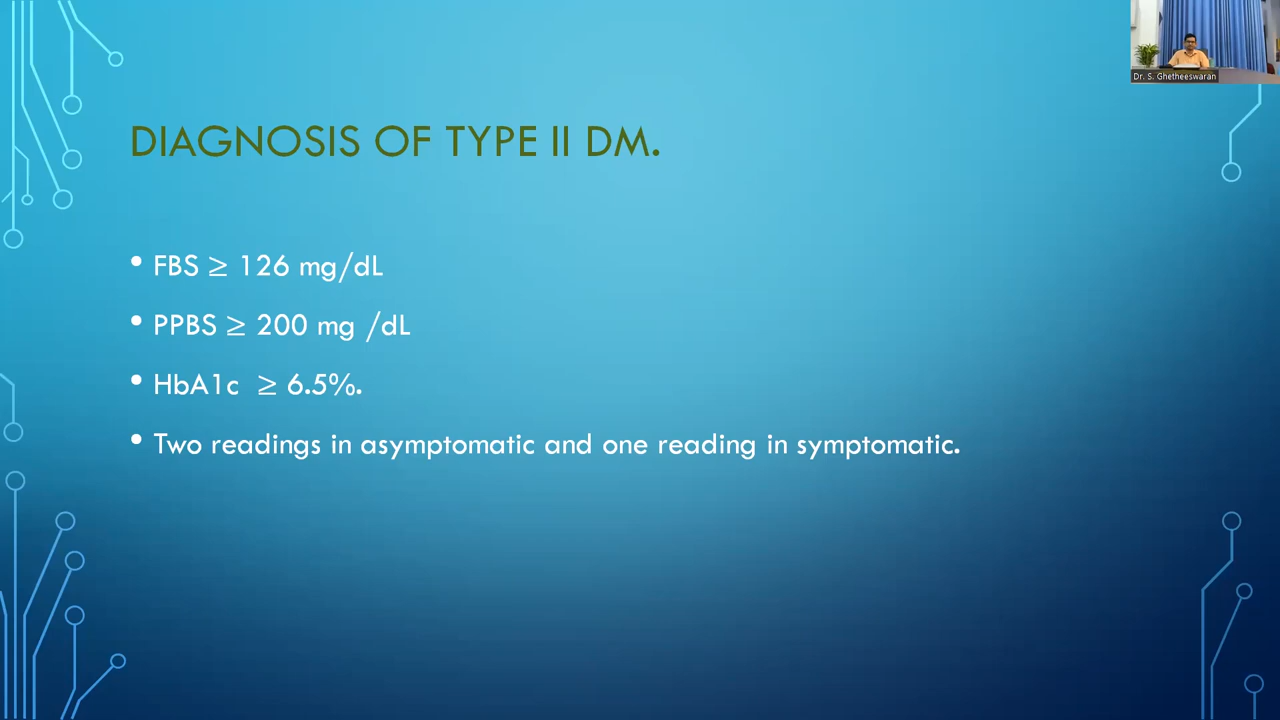 Dr. S. Ghetheeswaran
DIAGNOSIS OF TYPE II DM.
• FBS ≥ 126 mg/dL
• PPBS ≥ 200 mg /dL
• HbA1c ≥ 6.5%.
• Two readings in asymptomatic and one reading in symptomatic.